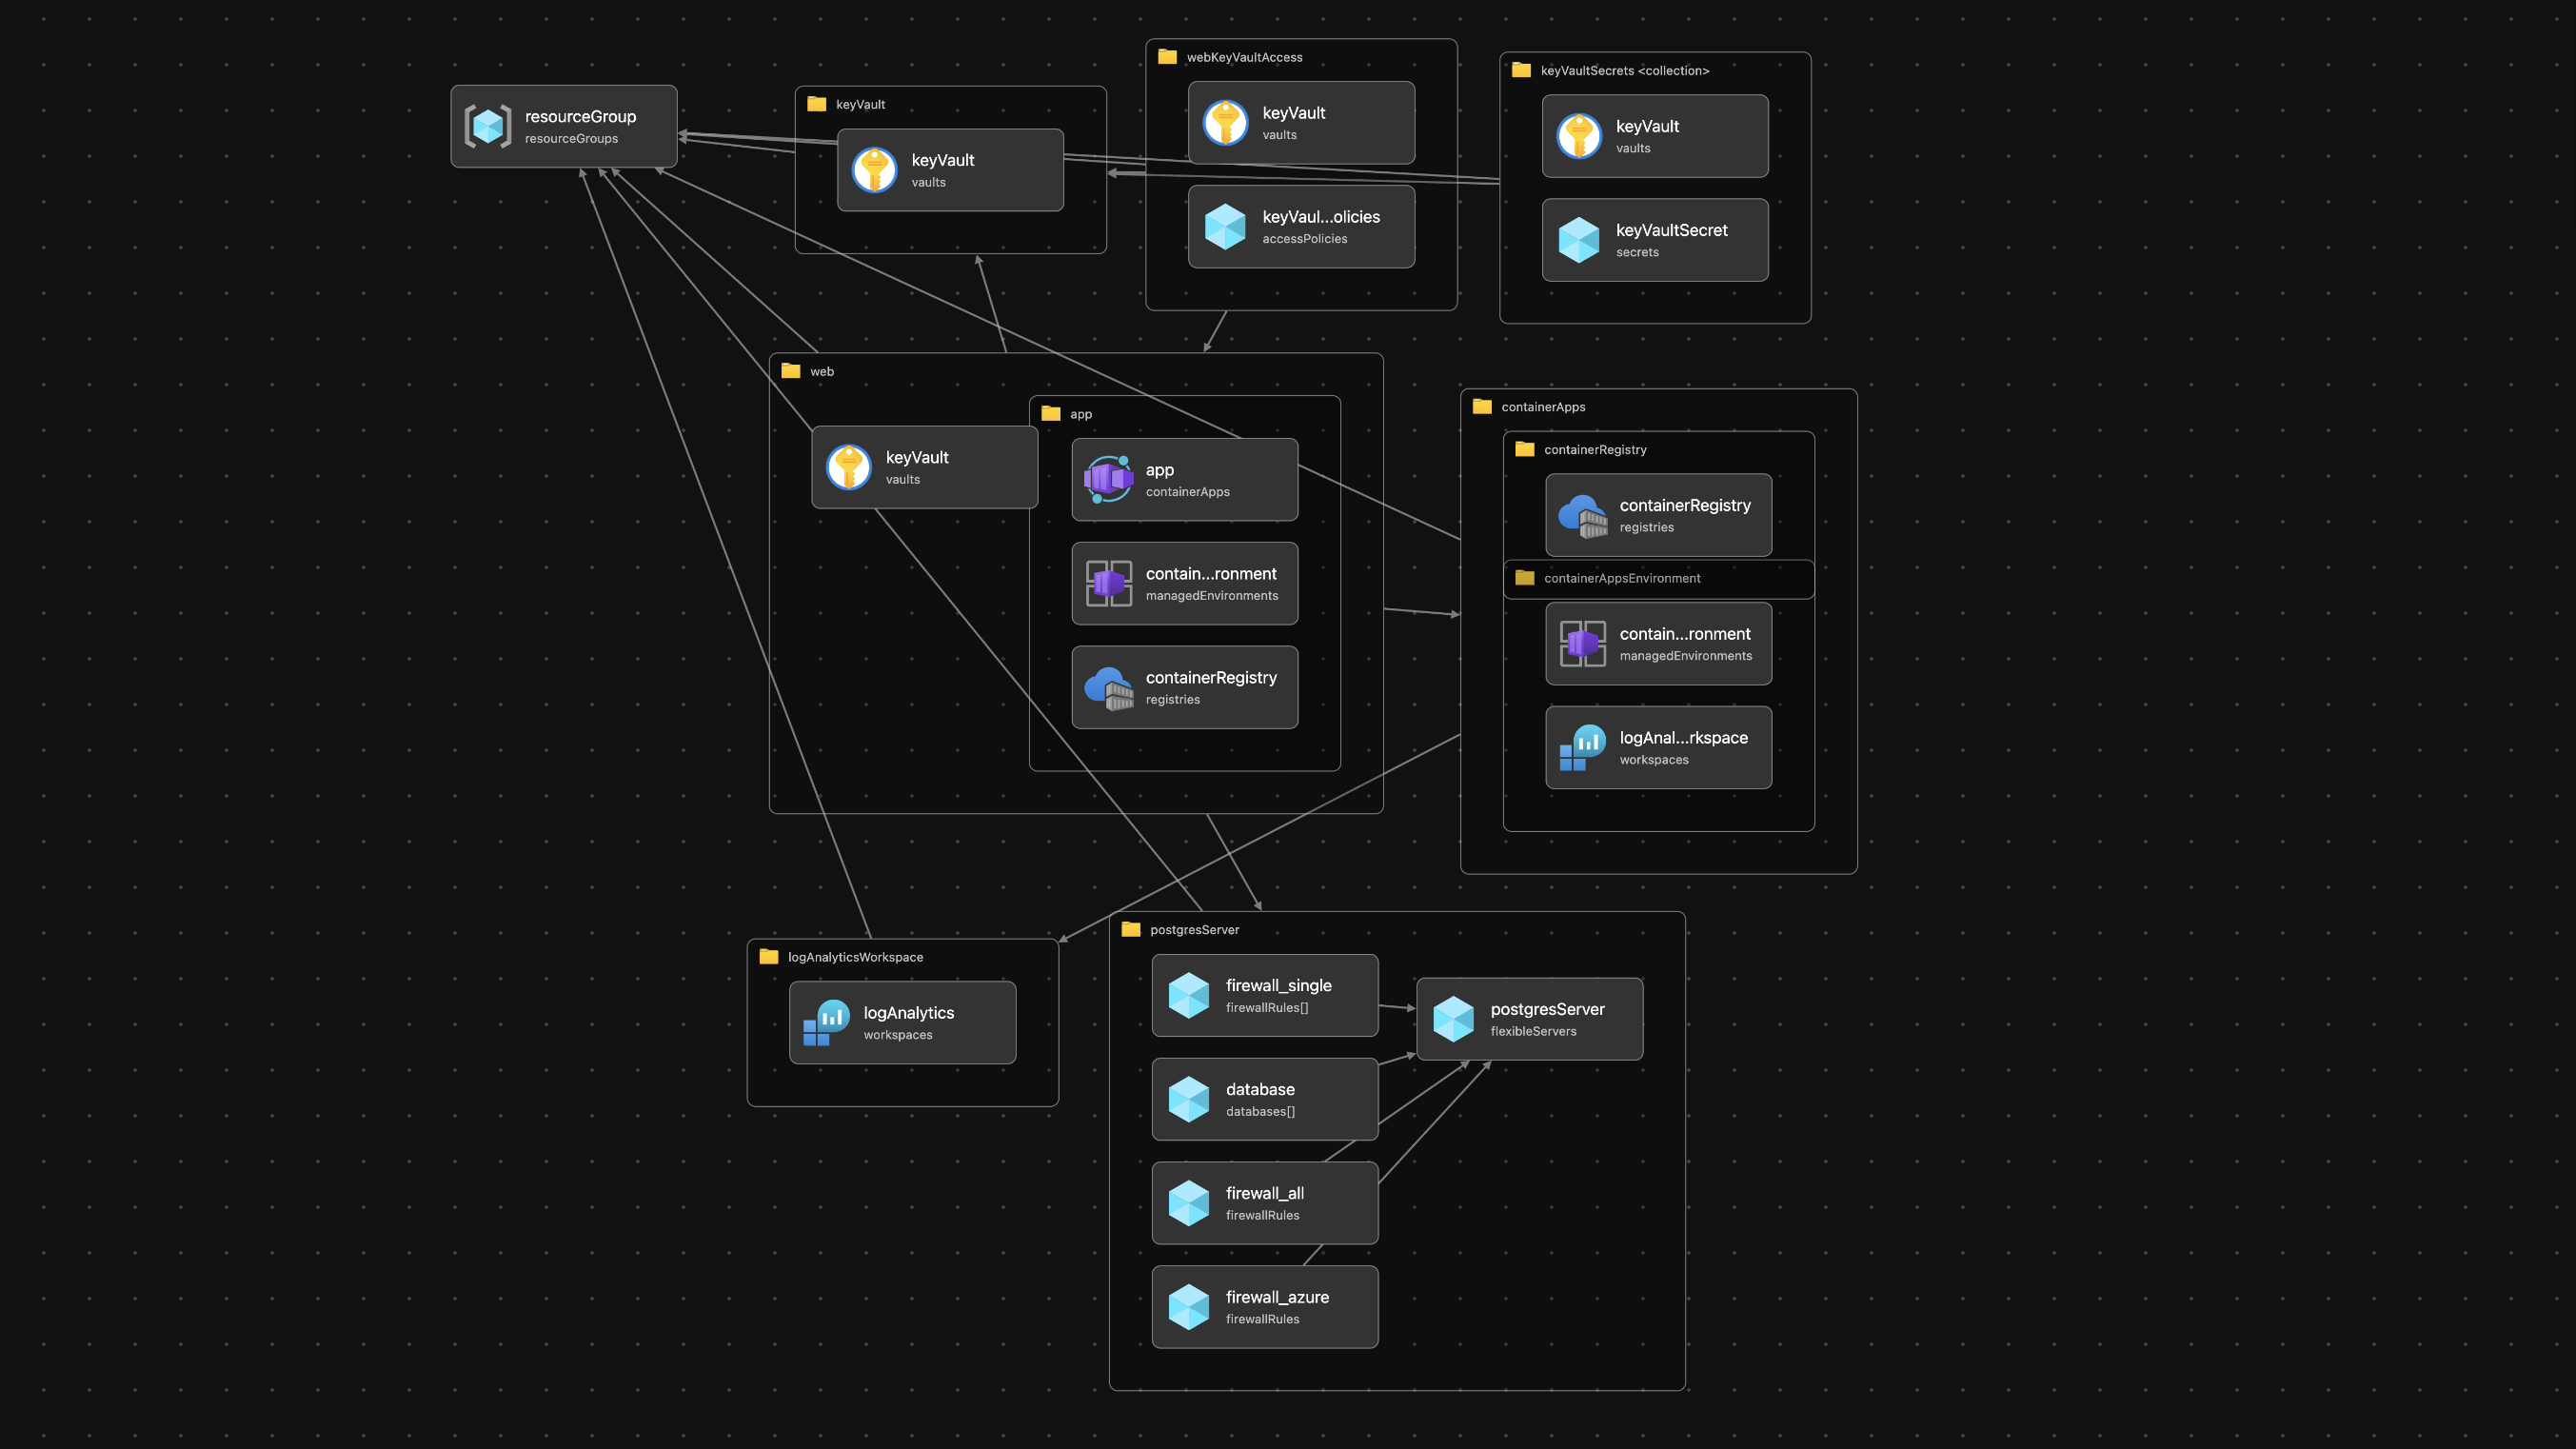 resourceGroup
resourceGroups
keyVault
keyVault
vaults
webKeyVaultAccess
keyVault
vaults
keyVaul...olicies
accessPolicies
keyVaultSecrets <collection>
keyVault
vaults
keyVaultSecret
secrets
web
keyVault
vaults
app
app
containerApps
contain...ronment
managedEnvironments
containerRegistry
registries
containerApps
containerRegistry
containerRegistry
registries
containerAppsEnvironment
contain...ronment
managedEnvironments
logAnal...rkspace
workspaces
logAnalyticsWorkspace
logAnalytics
workspaces
postgresServer
firewall_single
firewallRules[]
postgresServer
flexibleServers
database
databases[]
firewall_all
firewallRules
firewall_azure
firewallRules